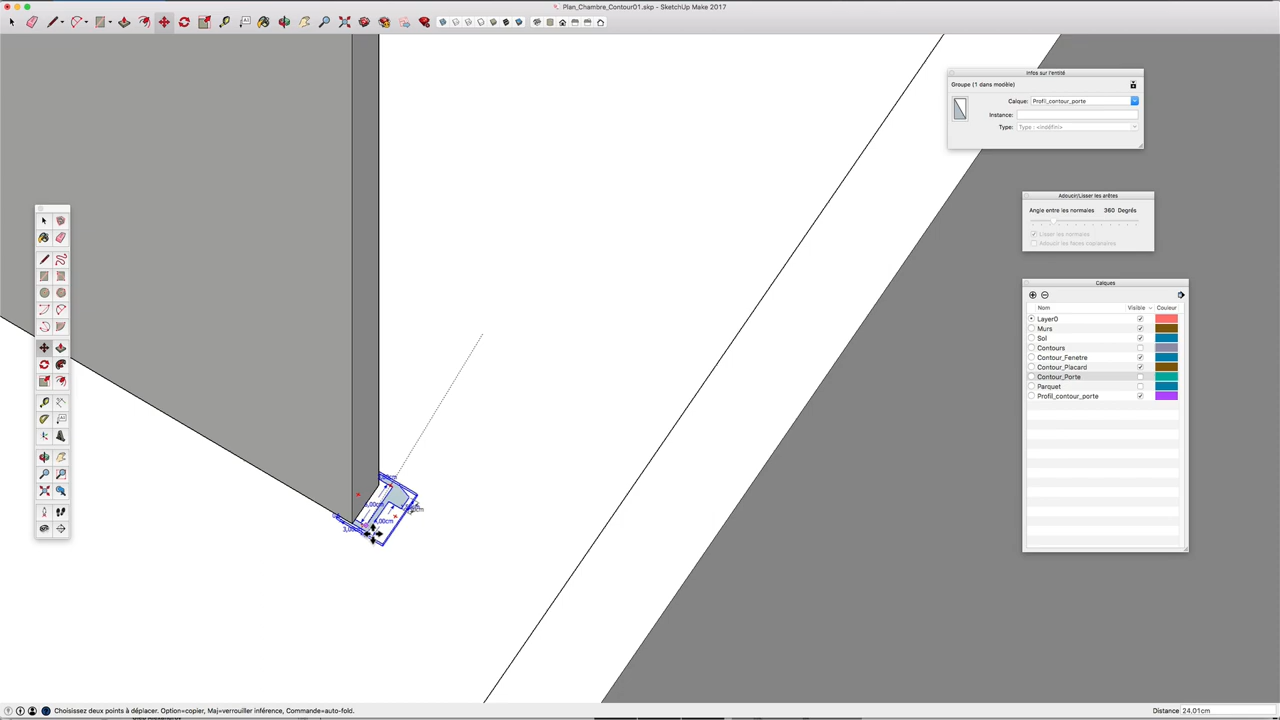 Plan_Chambre_Contour01.skp - SketchUp Make 2017
Infos sur l'entité
Groupe (1 dans modèle)
Calque: Profil_contour_porte
Instance:
Type: Type : <indéfini>
Adoucir/Lisser les arêtes
Angle entre les normales 360 Degrés
Lisser les normales
Adoucir les faces coplanaires
Calques
Nom Visible Couleur
Layer0
Murs
Sol
Contours
Contour_Fenetre
Contour_Placard
Contour_Porte
Parquet
Profil_contour_porte
Choisissez deux points à déplacer. Option=copier, Maj=verrouiller inférence, Commande=auto-fold.
Distance 24,01cm